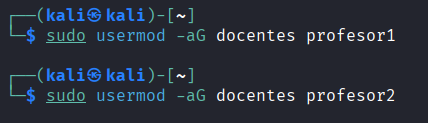 ┌──(kali㉿kali)-[~]
└─$ sudo usermod -aG docentes profesor1
┌──(kali㉿kali)-[~]
└─$ sudo usermod -aG docentes profesor2